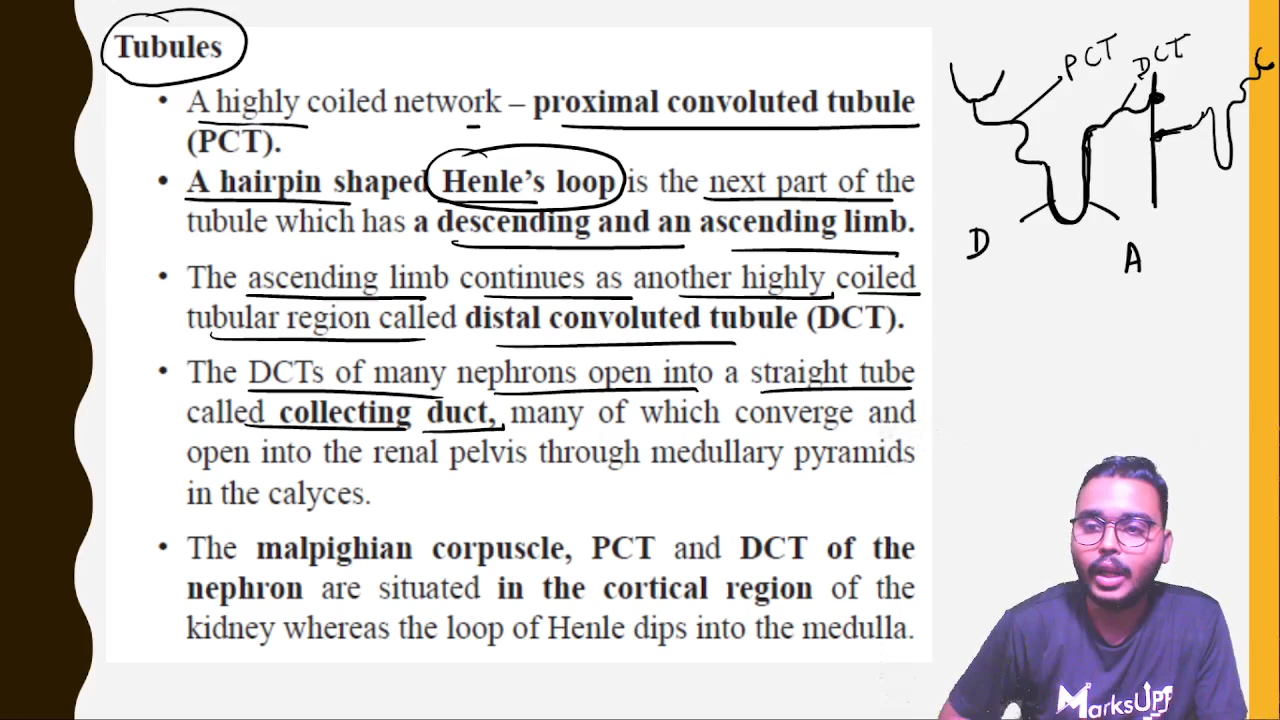 Tubules
• A highly coiled network – proximal convoluted tubule
(PCT).
• A hairpin shaped Henle’s loop is the next part of the
tubule which has a descending and an ascending limb.
• The ascending limb continues as another highly coiled
tubular region called distal convoluted tubule (DCT).
• The DCTs of many nephrons open into a straight tube
called collecting duct, many of which converge and
open into the renal pelvis through medullary pyramids
in the calyces.
• The malpighian corpuscle, PCT and DCT of the
nephron are situated in the cortical region of the
kidney whereas the loop of Henle dips into the medulla.
PCT
DCT
D
A
MarksUP